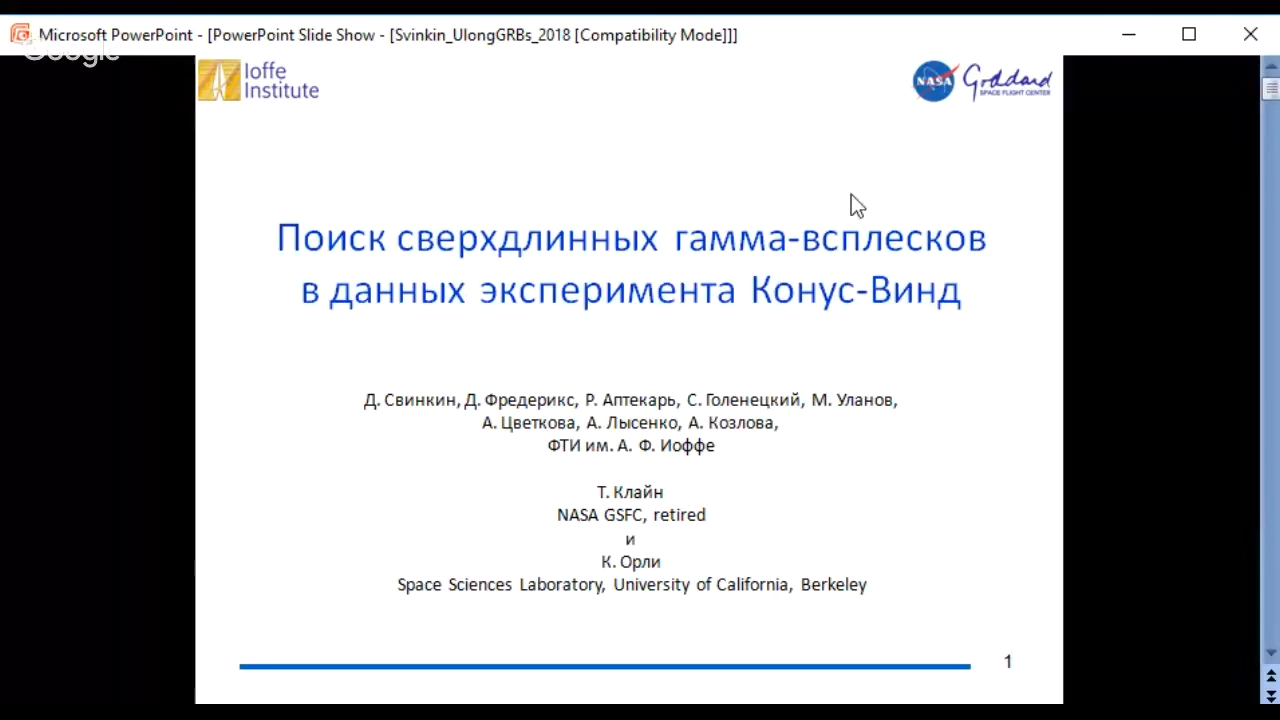 Microsoft PowerPoint - [PowerPoint Slide Show - [Svinkin_UlongGRBs_2018 [Compatibility Mode]]]
Google
Ioffe
Institute
NASA
Goddard
SPACE FLIGHT CENTER
Поиск сверхдлинных гамма-всплесков
в данных эксперимента Конус-Винд
Д. Свинкин, Д. Фредерикс, Р. Аптекарь, С. Голенецкий, М. Уланов,
А. Цветкова, А. Лысенко, А. Козлова,
ФТИ им. А. Ф. Иоффе
Т. Клайн
NASA GSFC, retired
и
К. Орли
Space Sciences Laboratory, University of California, Berkeley
1